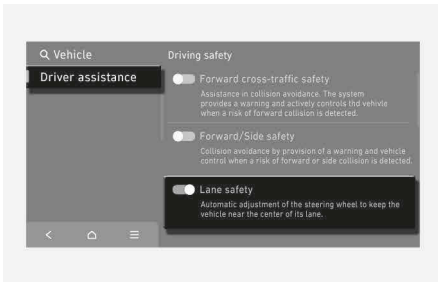 Vehicle
Driving safety
Driver assistance
Forward cross-traffic safety
Assistance in collision avoidance. The system
provides a warning and actively controls thd vehivle
when a risk of forward collision is detected.
Forward/Side safety
Collision avoidance by provision of a warning and vehicle
control when a risk of forward or side collision is detected.
Lane safety
Automatic adjustment of the steering wheel to keep the
vehicle near the center of its lane.